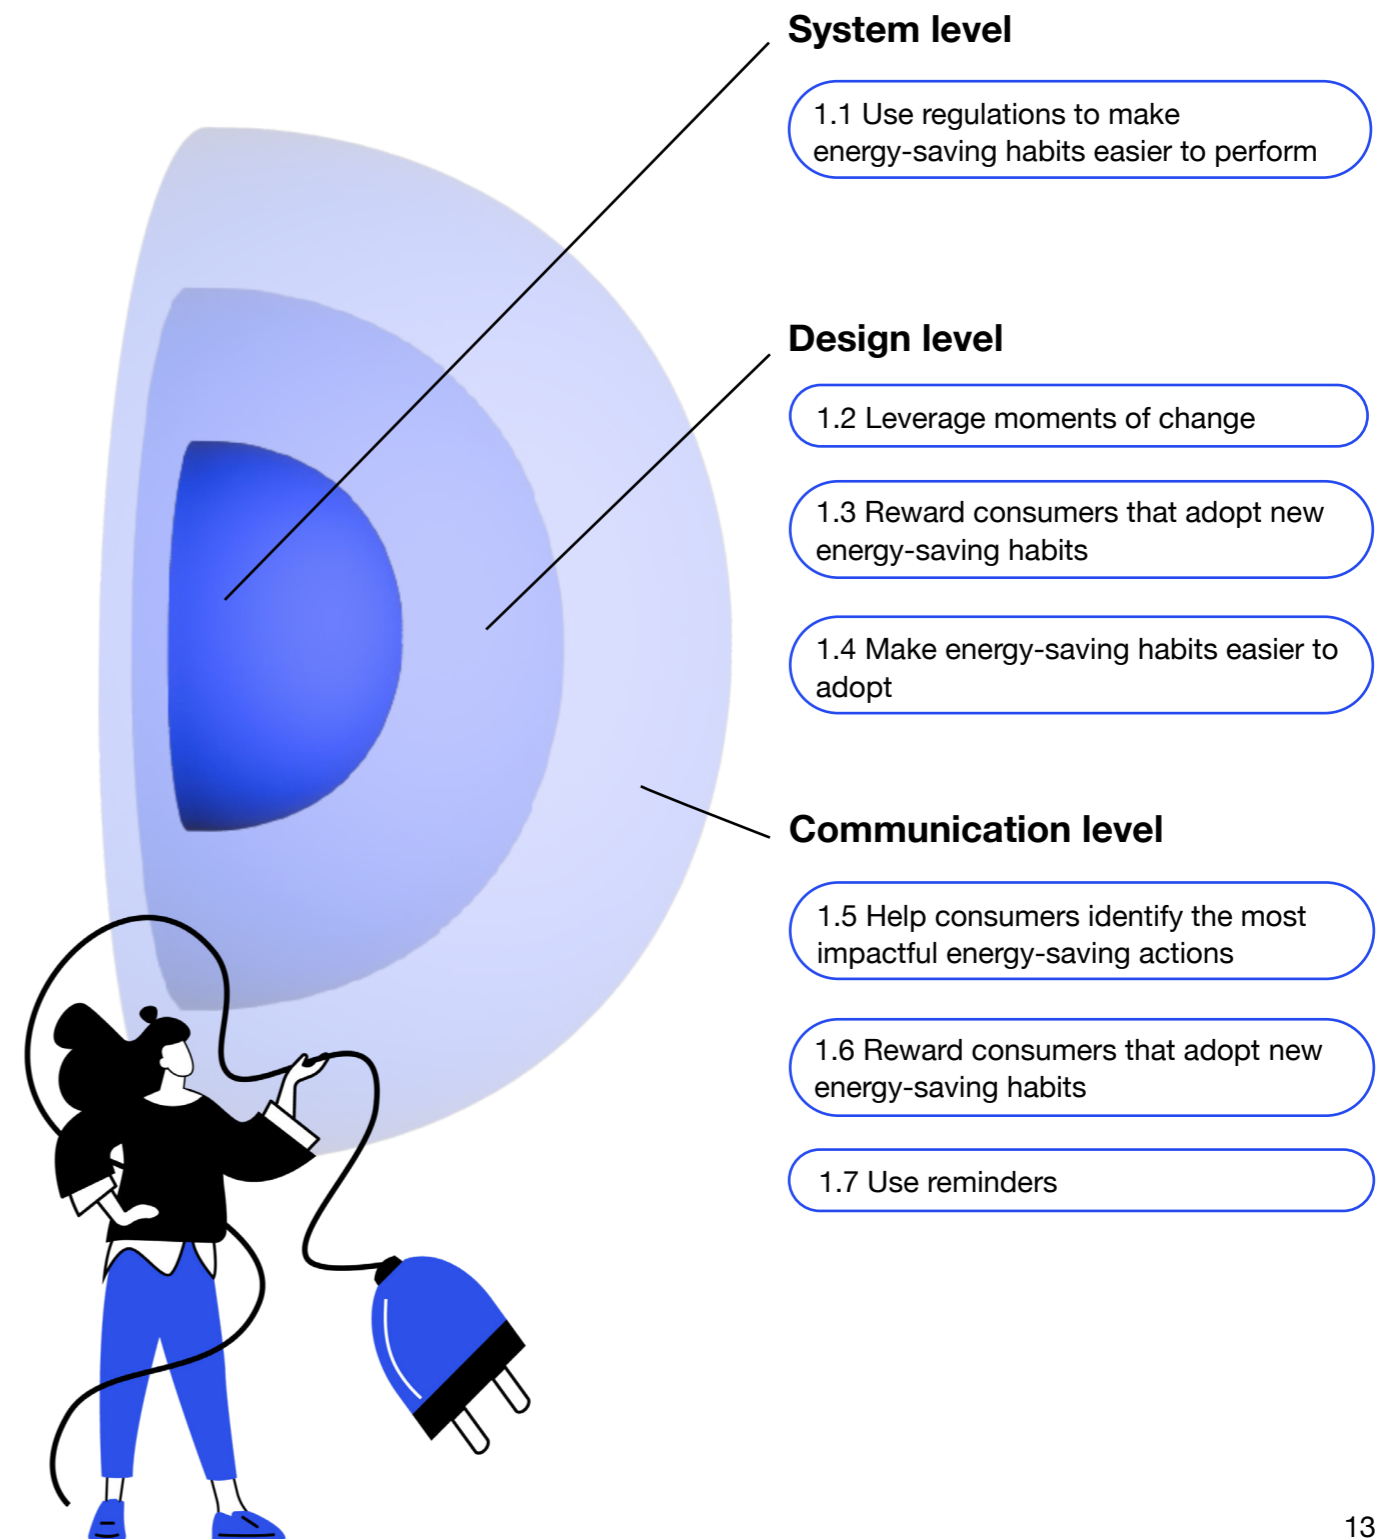 System level
1.1 Use regulations to make
energy-saving habits easier to perform
Design level
1.2 Leverage moments of change
1.3 Reward consumers that adopt new
energy-saving habits
1.4 Make energy-saving habits easier to
adopt
Communication level
1.5 Help consumers identify the most
impactful energy-saving actions
1.6 Reward consumers that adopt new
energy-saving habits
1.7 Use reminders
13